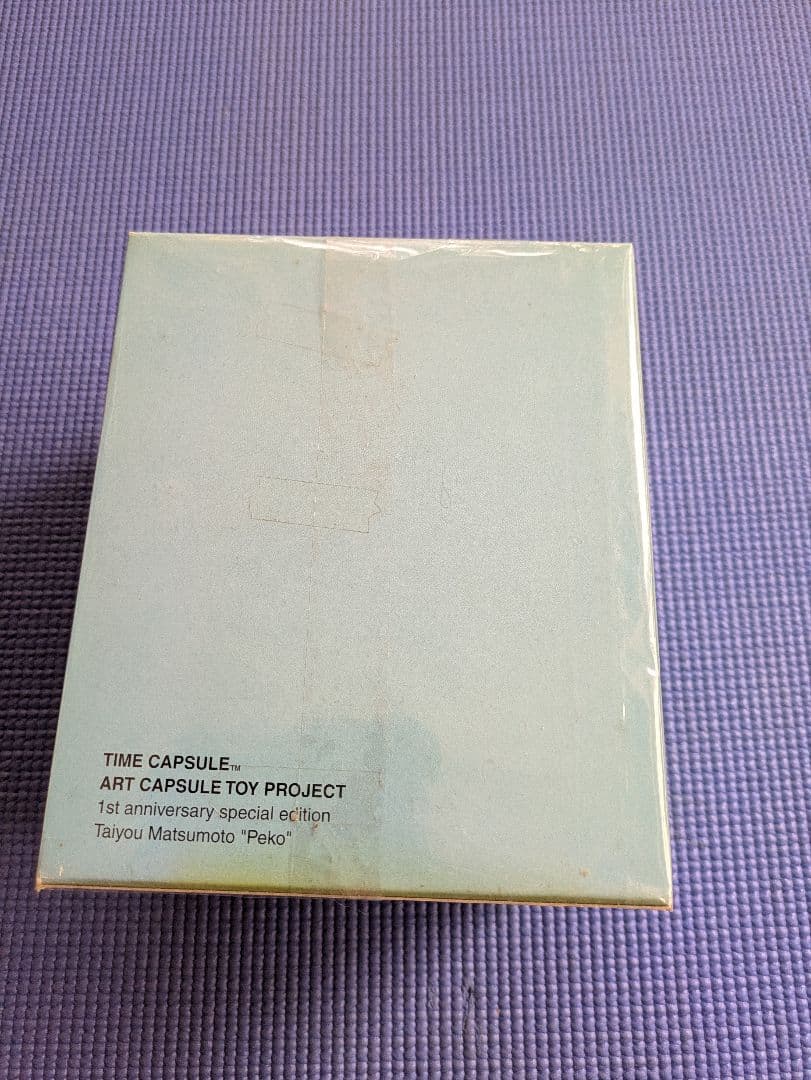 TIME CAPSULE™
ART CAPSULE TOY PROJECT
1st anniversary special edition
Taiyou Matsumoto "Peko"